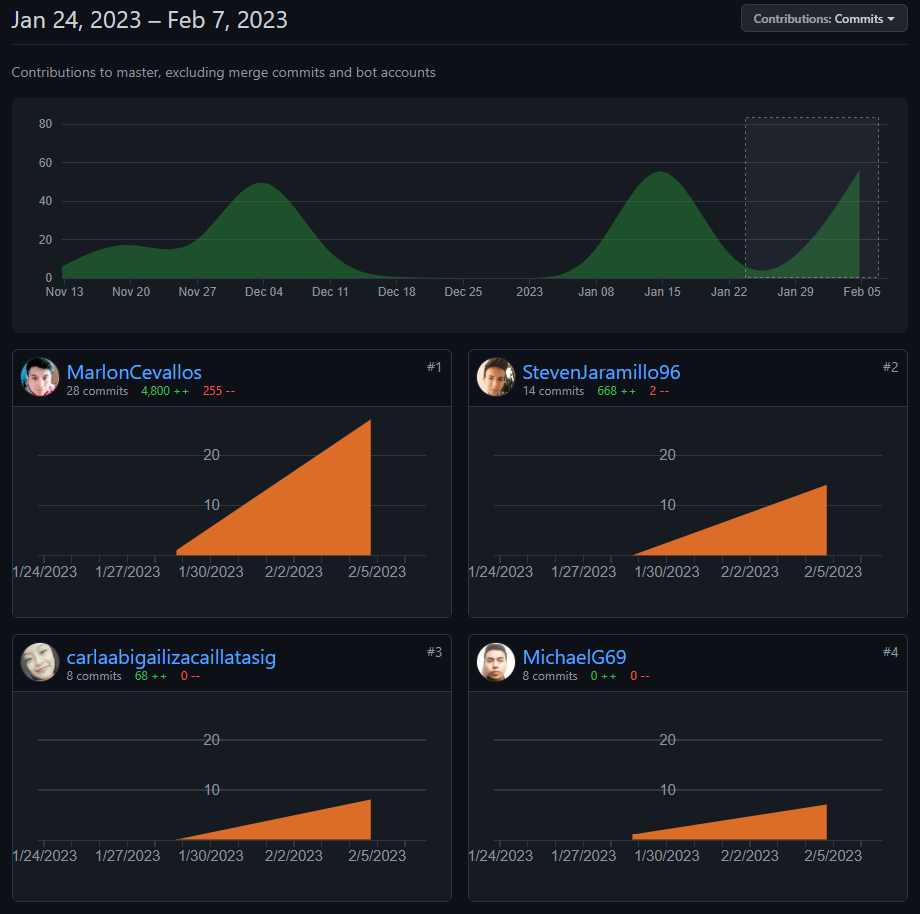 Jan 24, 2023 – Feb 7, 2023
Contributions: Commits
Contributions to master, excluding merge commits and bot accounts
80
60
40
20
0
Nov 13 Nov 20 Nov 27 Dec 04 Dec 11 Dec 18 Dec 25 2023 Jan 08 Jan 15 Jan 22 Jan 29 Feb 05
MarlonCevallos #1
28 commits 4,800 ++ 255 --
20
10
1/24/2023 1/27/2023 1/30/2023 2/2/2023 2/5/2023
StevenJaramillo96 #2
14 commits 668 ++ 2 --
20
10
1/24/2023 1/27/2023 1/30/2023 2/2/2023 2/5/2023
carlaabigailizacaillatasig #3
8 commits 68 ++ 0 --
20
10
1/24/2023 1/27/2023 1/30/2023 2/2/2023 2/5/2023
MichaelG69 #4
8 commits 0 ++ 0 --
20
10
1/24/2023 1/27/2023 1/30/2023 2/2/2023 2/5/2023